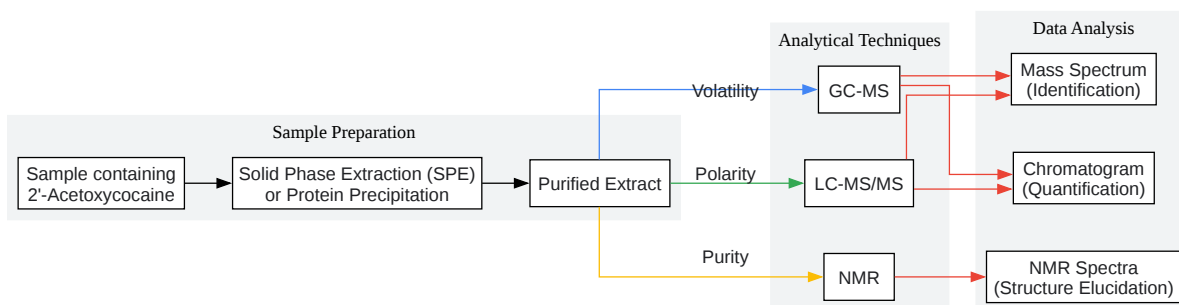 Data Analysis
Analytical Techniques
Mass Spectrum
(Identification)
Volatility
GC-MS
Sample Preparation
Sample containing
2'-Acetoxycocaine
Solid Phase Extraction (SPE)
or Protein Precipitation
Purified Extract
Polarity
LC-MS/MS
Chromatogram
(Quantification)
Purity
NMR
NMR Spectra
(Structure Elucidation)